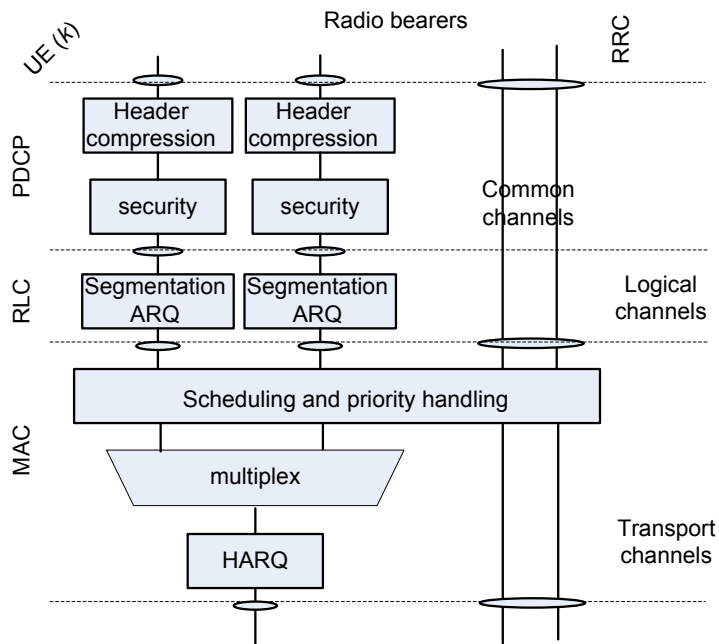 Radio bearers
UE (k)
RRC
PDCP
Header
compression
Header
compression
security
security
Common
channels
RLC
Segmentation
ARQ
Segmentation
ARQ
Logical
channels
MAC
Scheduling and priority handling
multiplex
HARQ
Transport
channels